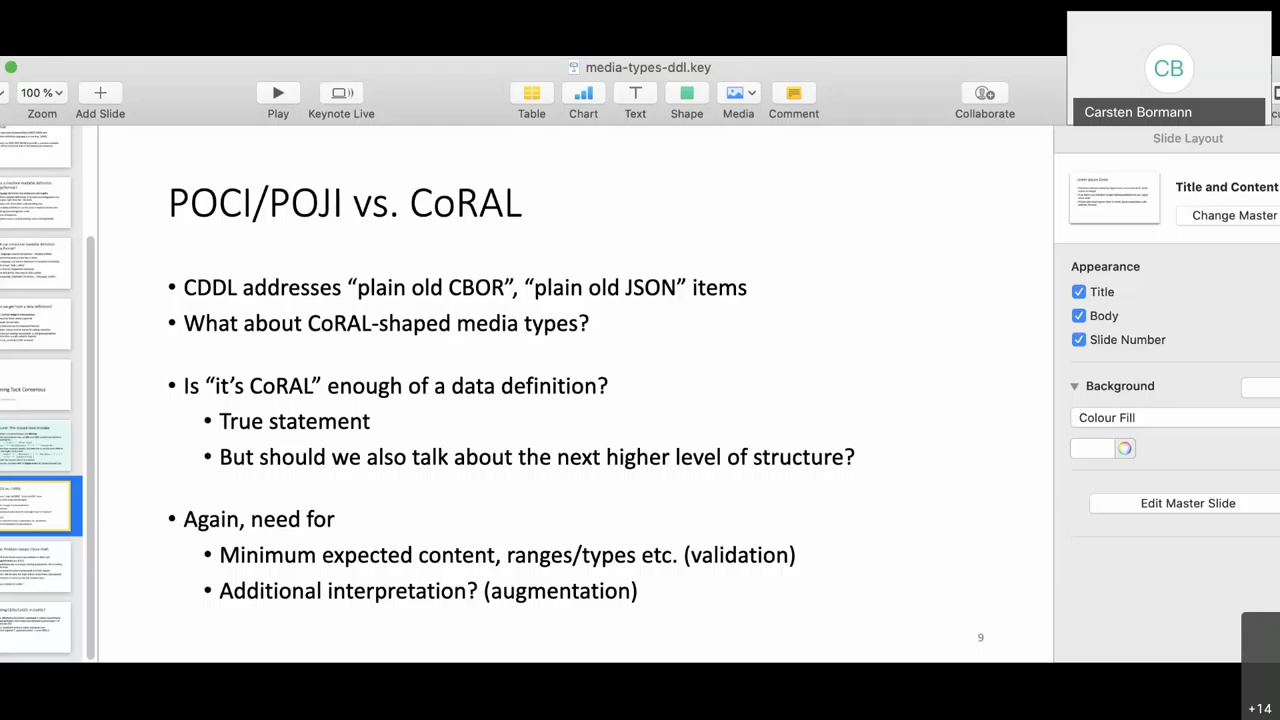 media-types-ddl.key
CB
Carsten Bormann
100 %
Zoom
Add Slide
Play
Keynote Live
Table
Chart
Text
Shape
Media
Comment
Collaborate
Slide Layout
Title and Content
Change Master
Appearance
Title
Body
Slide Number
Background
Colour Fill
Edit Master Slide
POCI/POJI vs. CoRAL
• CDDL addresses “plain old CBOR”, “plain old JSON” items
• What about CoRAL-shaped media types?
• Is “it’s CoRAL” enough of a data definition?
• True statement
• But should we also talk about the next higher level of structure?
• Again, need for
• Minimum expected content, ranges/types etc. (validation)
• Additional interpretation? (augmentation)
9
+14